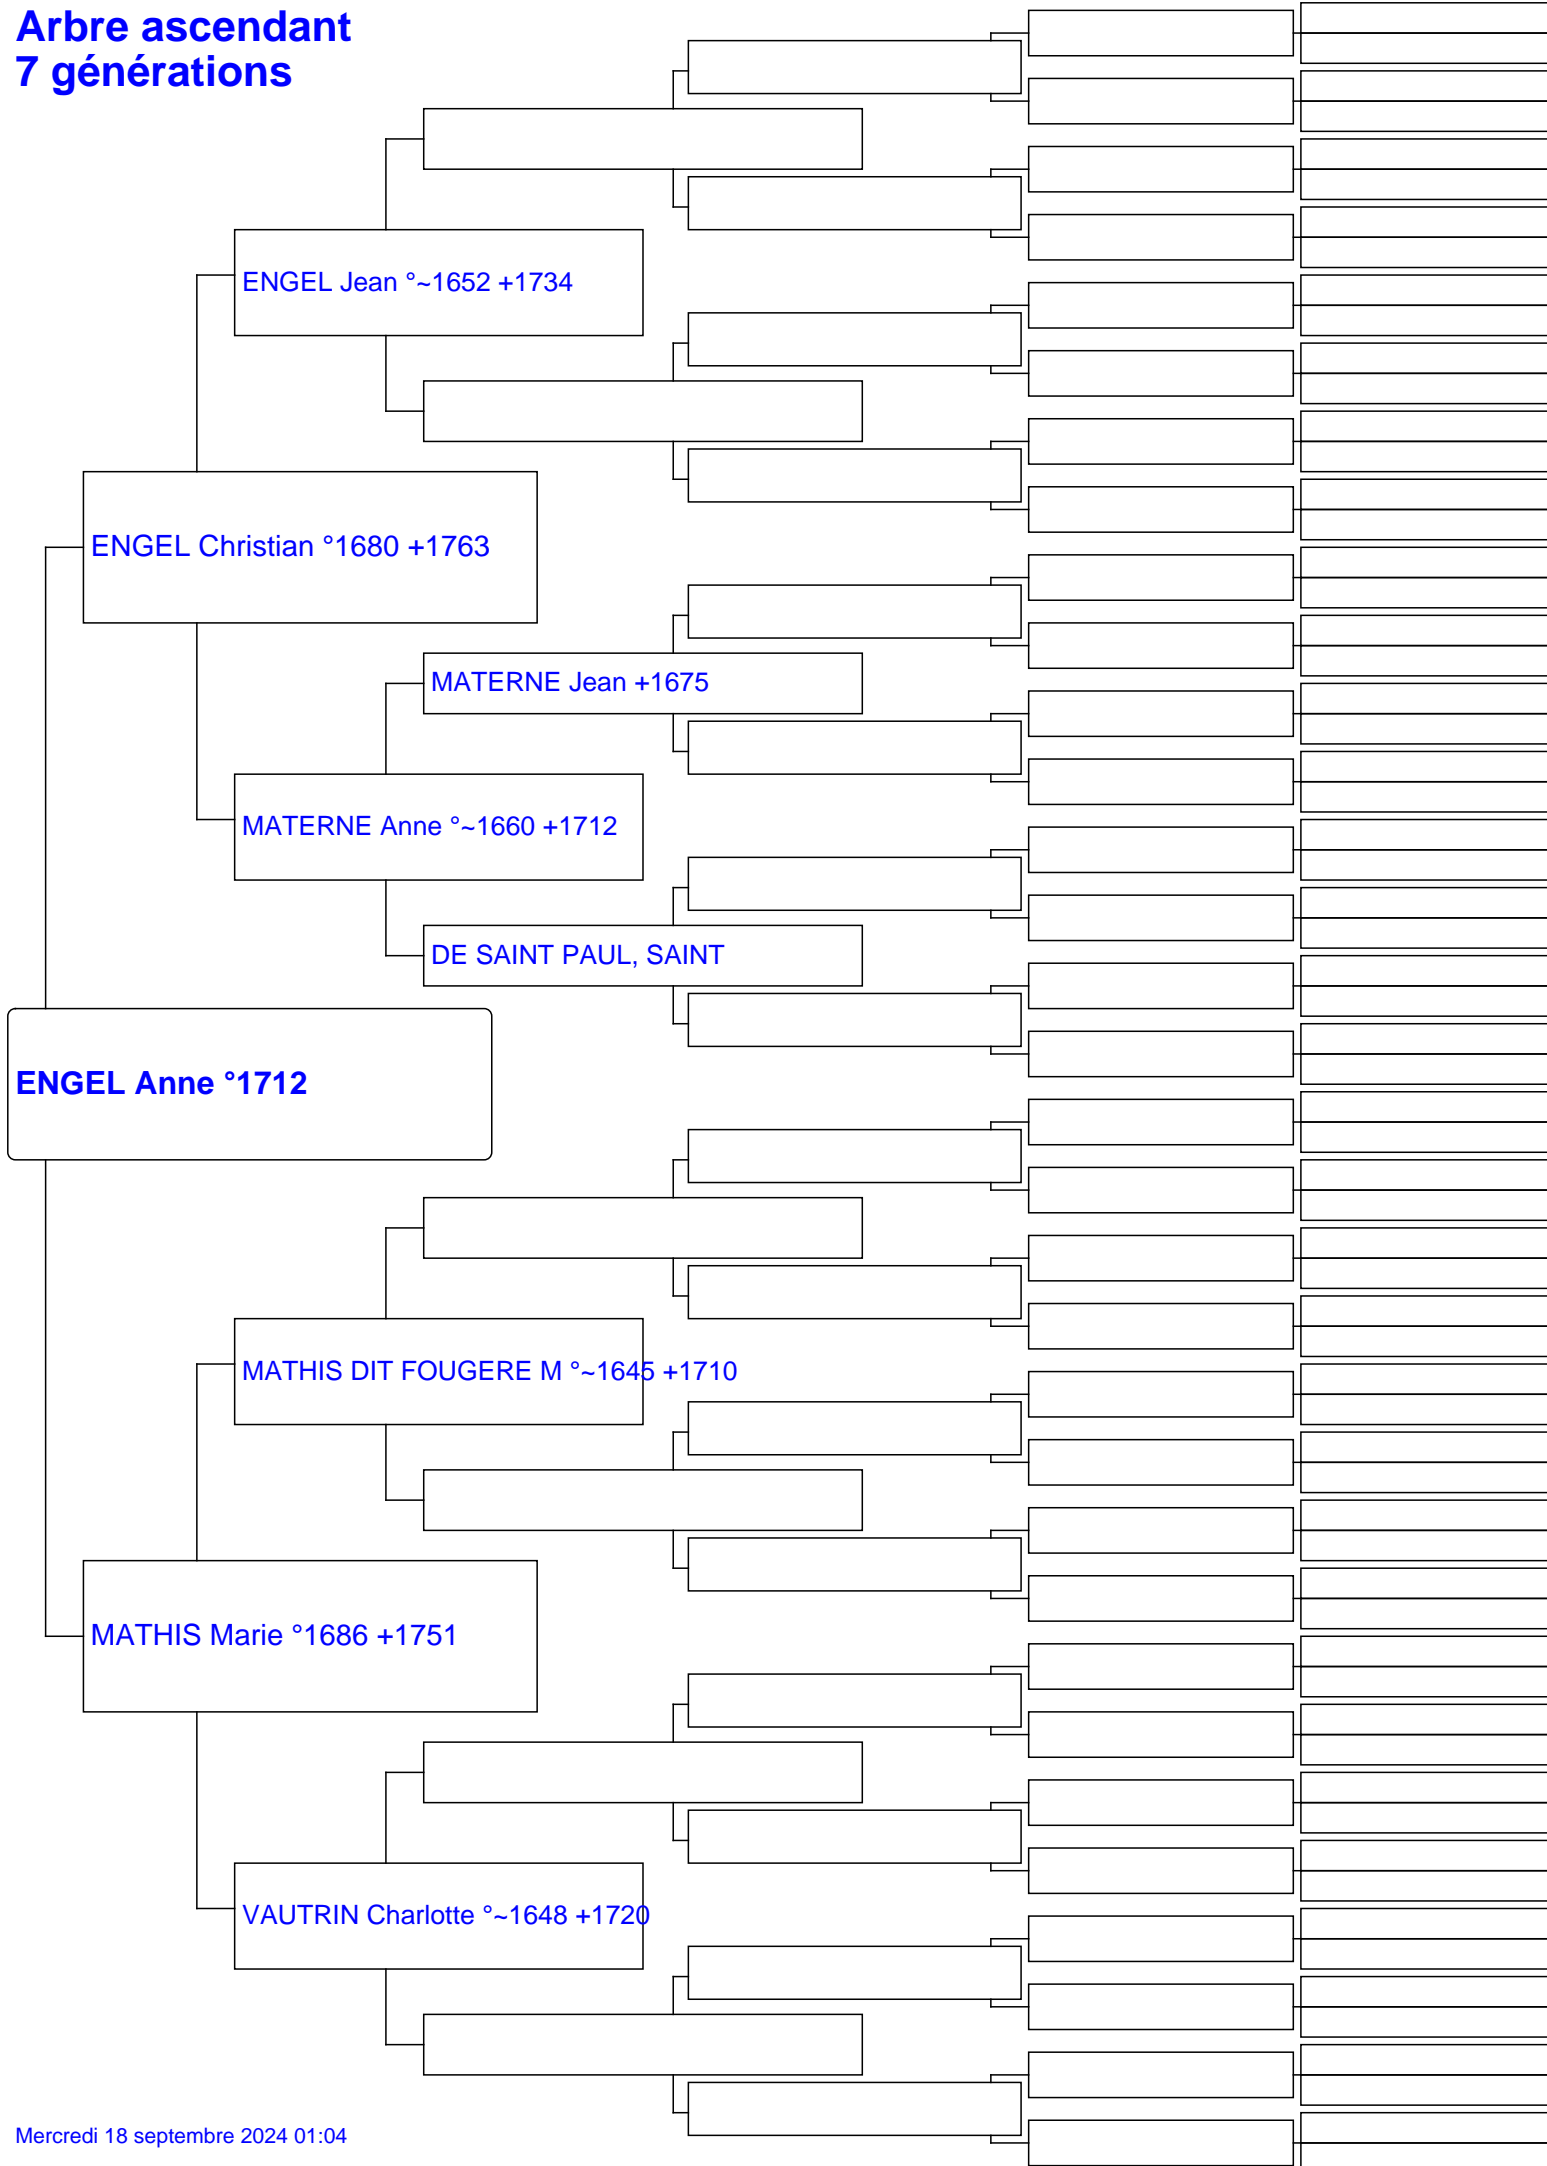 Arbre ascendant
7 générations
ENGEL Jean °~1652 +1734
ENGEL Christian °1680 +1763
MATERNE Jean +1675
MATERNE Anne °~1660 +1712
DE SAINT PAUL, SAINT
ENGEL Anne °1712
MATHIS DIT FOUGERE M °~1645 +1710
MATHIS Marie °1686 +1751
VAUTRIN Charlotte °~1648 +1720
Mercredi 18 septembre 2024 01:04